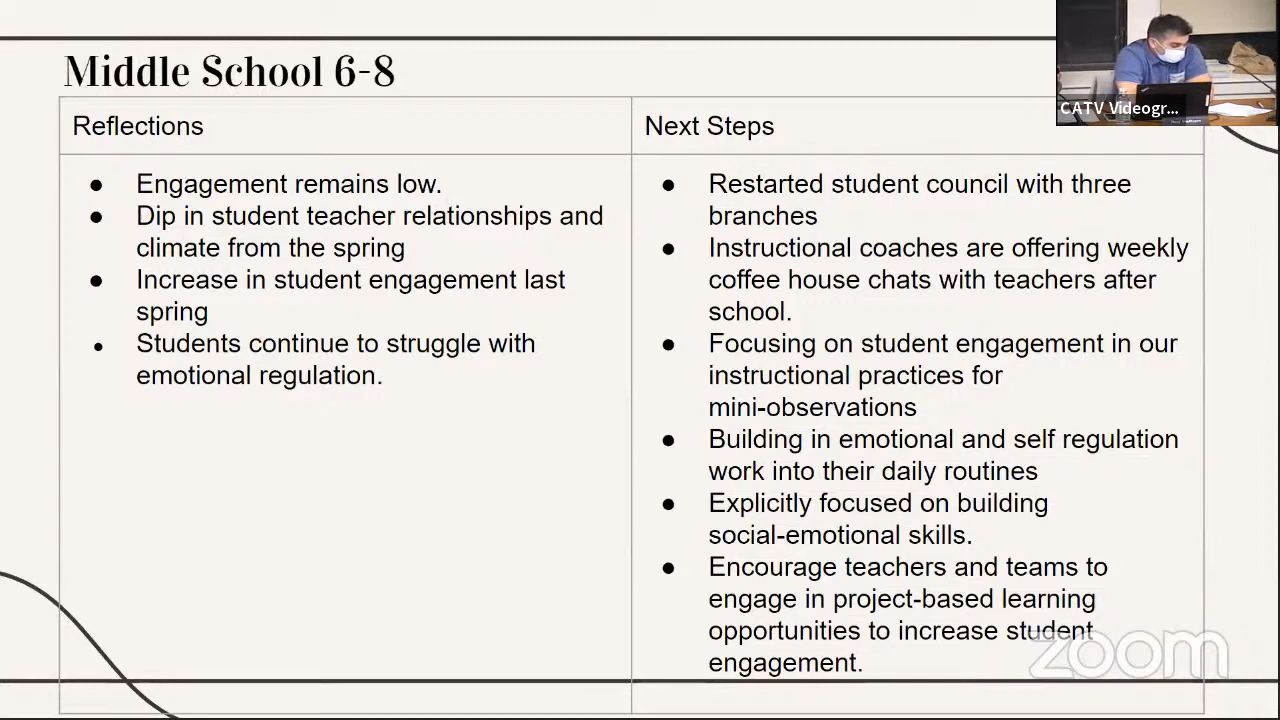 Middle School 6-8
CATV Videogr...
Reflections
Next Steps
● Engagement remains low.
● Dip in student teacher relationships and
climate from the spring
● Increase in student engagement last
spring
● Students continue to struggle with
emotional regulation.
● Restarted student council with three
branches
● Instructional coaches are offering weekly
coffee house chats with teachers after
school.
● Focusing on student engagement in our
instructional practices for
mini-observations
● Building in emotional and self regulation
work into their daily routines
● Explicitly focused on building
social-emotional skills.
● Encourage teachers and teams to
engage in project-based learning
opportunities to increase student
engagement.
zoom